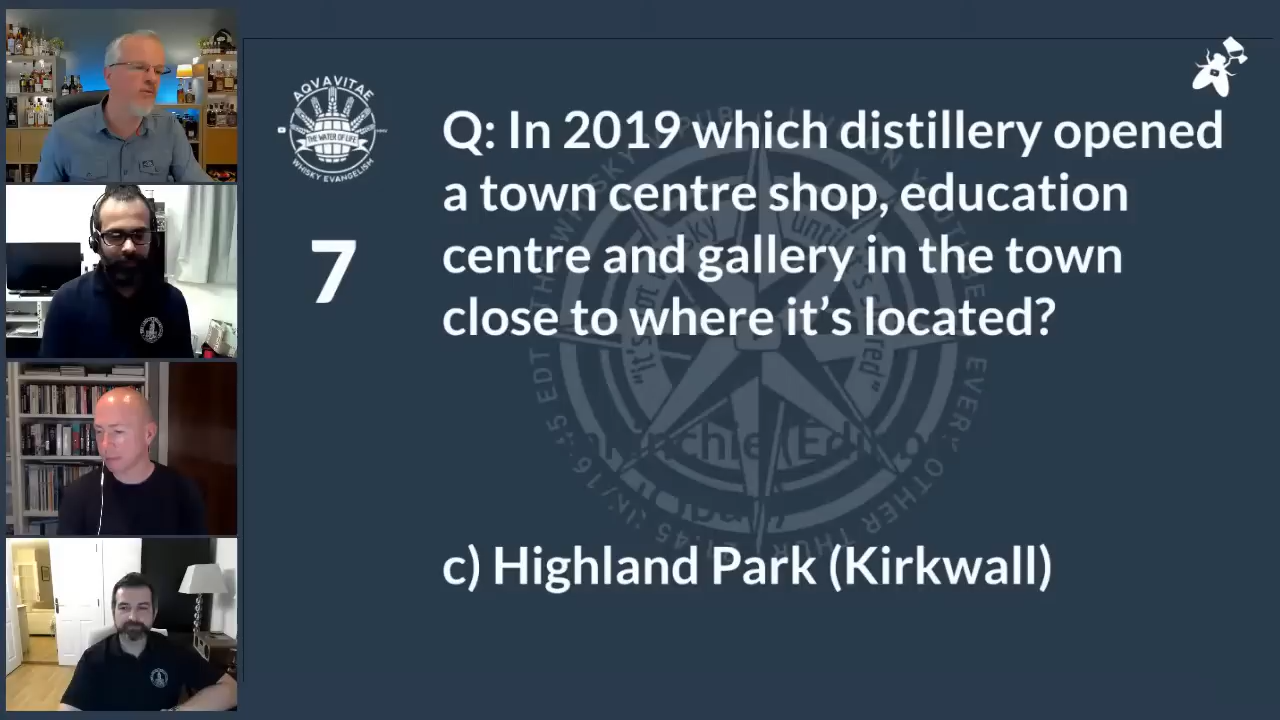 AQVAVITAE
THE WATER OF LIFE
WHISKY EVANGELISM
7
Q: In 2019 which distillery opened
a town centre shop, education
centre and gallery in the town
close to where it’s located?
c) Highland Park (Kirkwall)